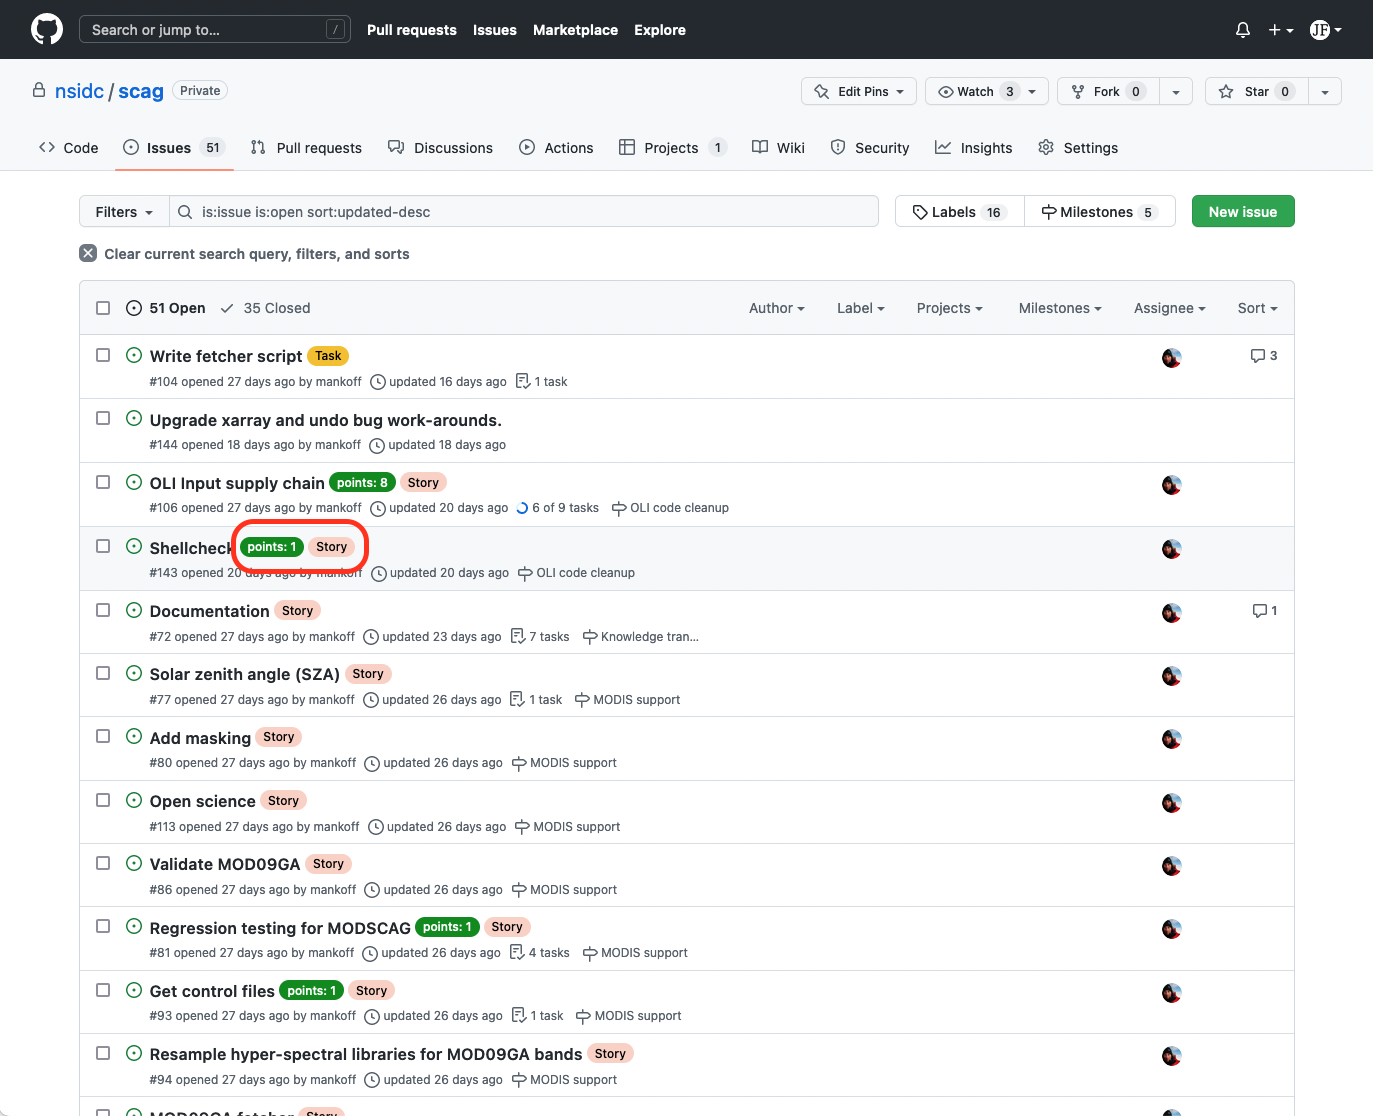 Search or jump to... /
Pull requests Issues Marketplace Explore
JF
nsidc / scag Private
Edit Pins Watch 3 Fork 0 Star 0
Code Issues 51 Pull requests Discussions Actions Projects 1 Wiki Security Insights Settings
Filters is:issue is:open sort:updated-desc Labels 16 Milestones 5 New issue
Clear current search query, filters, and sorts
51 Open 35 Closed Author Label Projects Milestones Assignee Sort
Write fetcher script Task 3
#104 opened 27 days ago by mankoff updated 16 days ago 1 task
Upgrade xarray and undo bug work-arounds.
#144 opened 18 days ago by mankoff updated 18 days ago
OLI Input supply chain points: 8 Story
#106 opened 27 days ago by mankoff updated 20 days ago 6 of 9 tasks OLI code cleanup
Shellcheck points: 1 Story
#143 opened 20 days ago by mankoff updated 20 days ago OLI code cleanup
Documentation Story 1
#72 opened 27 days ago by mankoff updated 23 days ago 7 tasks Knowledge tran...
Solar zenith angle (SZA) Story
#77 opened 27 days ago by mankoff updated 26 days ago 1 task MODIS support
Add masking Story
#80 opened 27 days ago by mankoff updated 26 days ago MODIS support
Open science Story
#113 opened 27 days ago by mankoff updated 26 days ago MODIS support
Validate MOD09GA Story
#86 opened 27 days ago by mankoff updated 26 days ago MODIS support
Regression testing for MODSCAG points: 1 Story
#81 opened 27 days ago by mankoff updated 26 days ago 4 tasks MODIS support
Get control files points: 1 Story
#93 opened 27 days ago by mankoff updated 26 days ago 1 task MODIS support
Resample hyper-spectral libraries for MOD09GA bands Story
#94 opened 27 days ago by mankoff updated 26 days ago MODIS support
MOD09GA fetcher Story